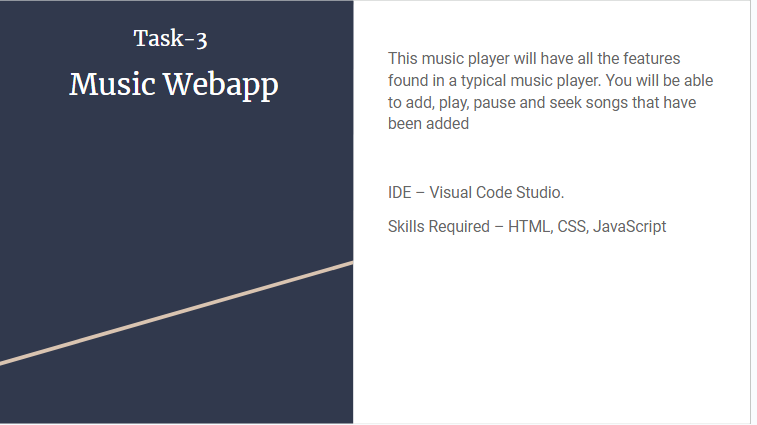 Task-3
Music Webapp
This music player will have all the features
found in a typical music player. You will be able
to add, play, pause and seek songs that have
been added
IDE – Visual Code Studio.
Skills Required – HTML, CSS, JavaScript